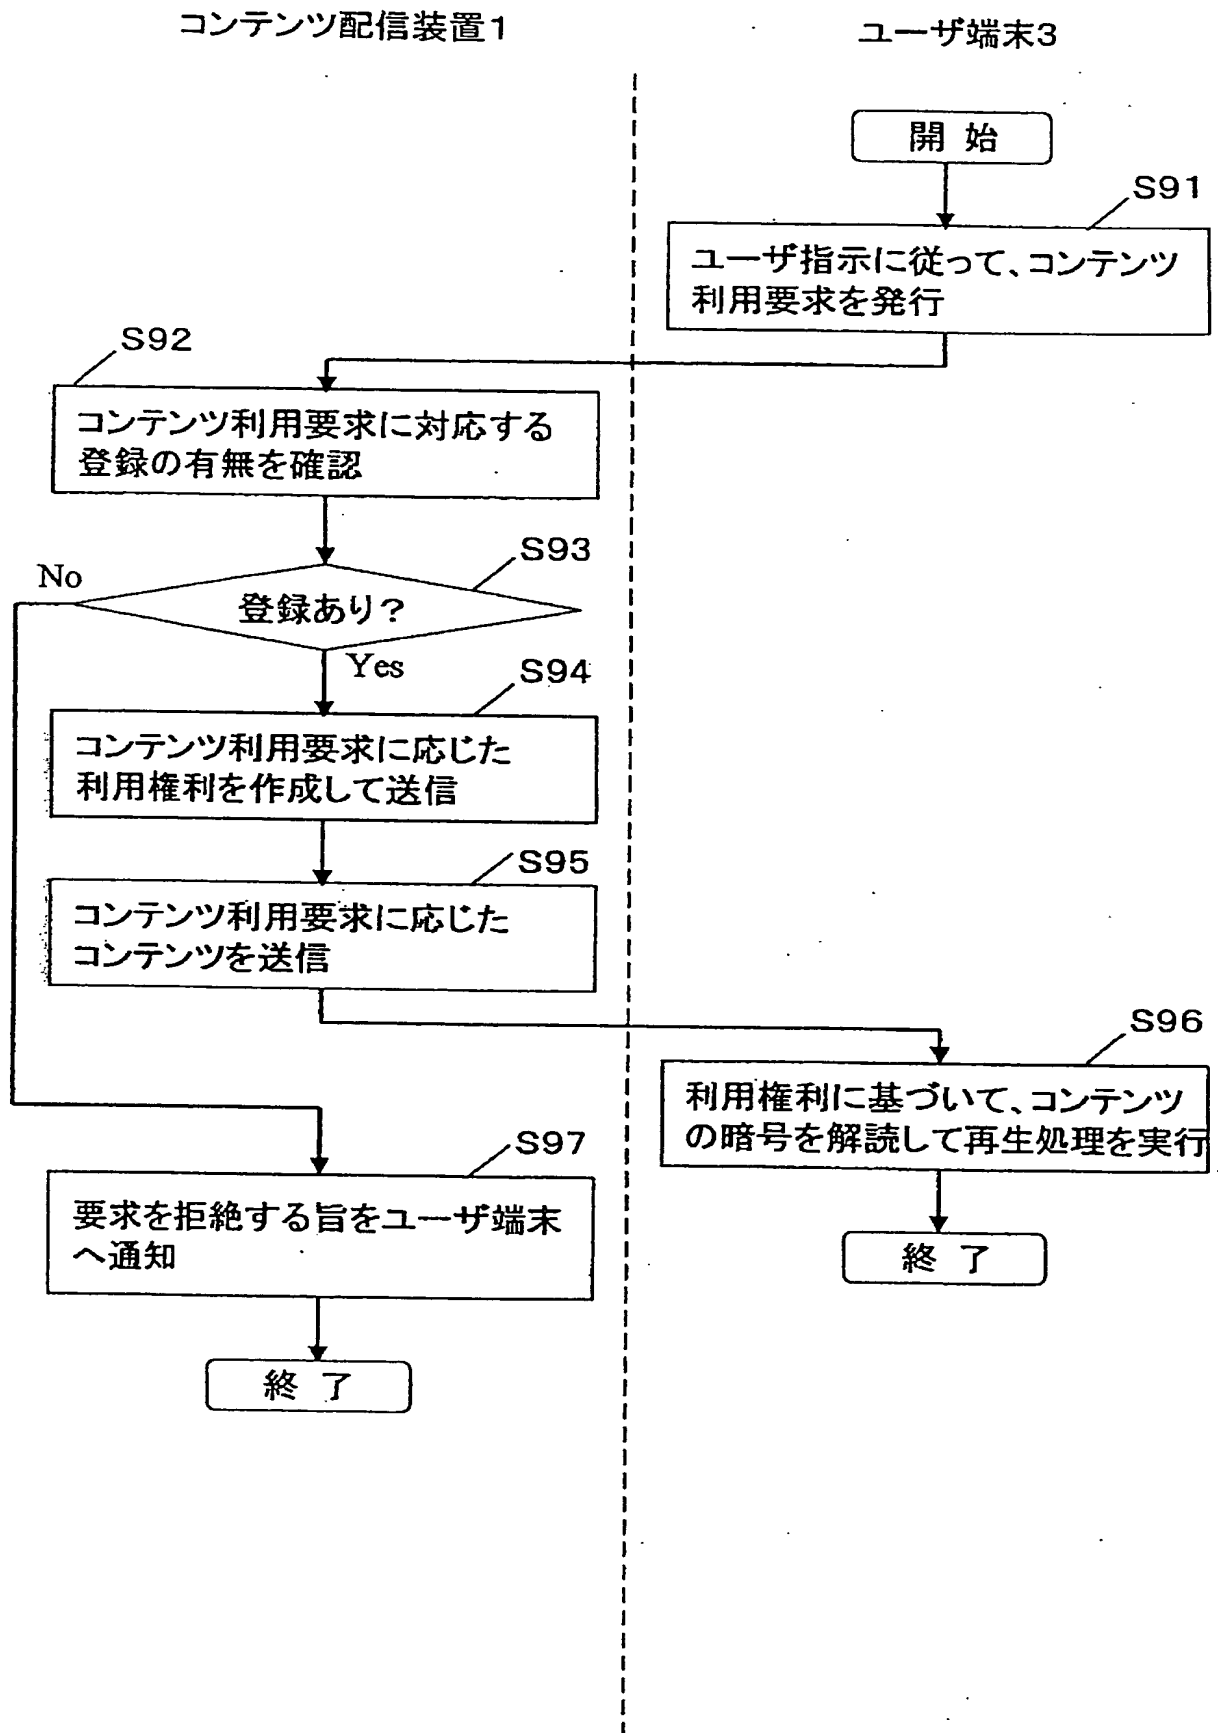 コンテンツ配信装置1
ユーザ端末3
開 始
S91
ユーザ指示に従って、コンテンツ
利用要求を発行
S92
コンテンツ利用要求に対応する
登録の有無を確認
S93
No
登録あり?
Yes
S94
コンテンツ利用要求に応じた
利用権利を作成して送信
S95
コンテンツ利用要求に応じた
コンテンツを送信
S96
利用権利に基づいて、コンテンツ
の暗号を解読して再生処理を実行
S97
要求を拒絶する旨をユーザ端末
へ通知
終 了
終 了